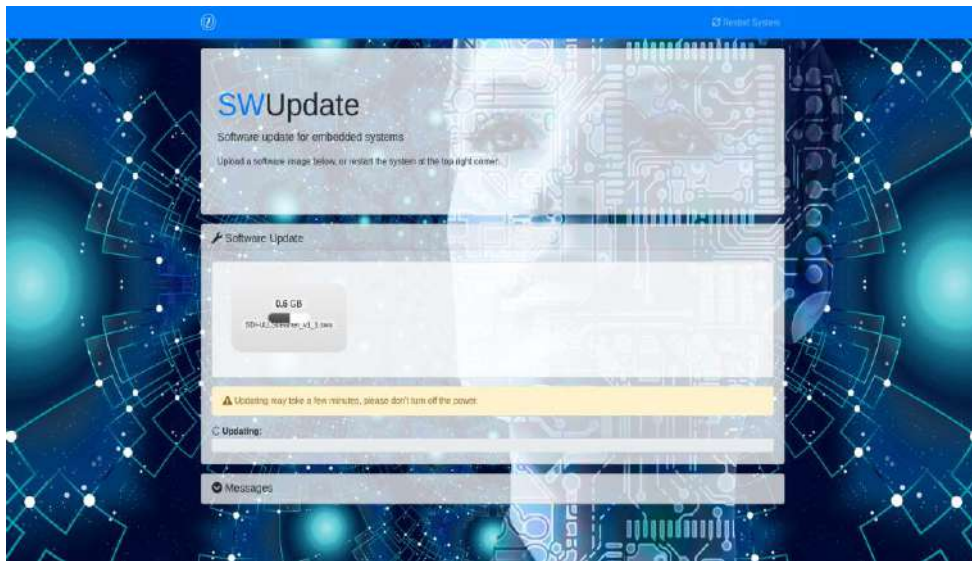 Restart System
SWUpdate
Software update for embedded systems
Upload a software image below, or restart the system at the top right corner.
Software Update
0.6 GB
Updating may take a few minutes, please don't turn off the power.
Updating:
Messages